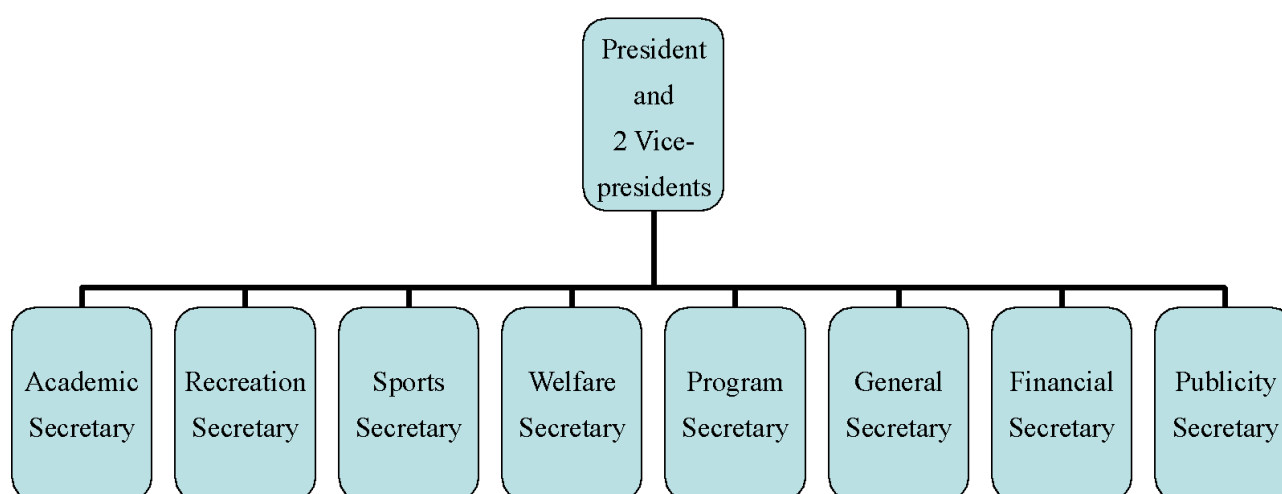 President
and
2 Vice-
presidents
Academic
Secretary
Recreation
Secretary
Sports
Secretary
Welfare
Secretary
Program
Secretary
General
Secretary
Financial
Secretary
Publicity
Secretary